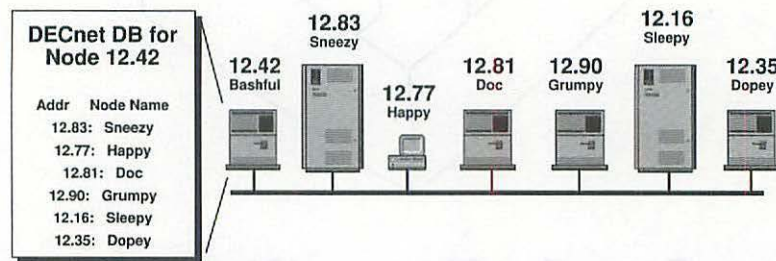 DECnet DB for
Node 12.42
Addr Node Name
12.83: Sneezy
12.77: Happy
12.81: Doc
12.90: Grumpy
12.16: Sleepy
12.35: Dopey
12.42
Bashful
12.83
Sneezy
12.77
Happy
12.81
Doc
12.90
Grumpy
12.16
Sleepy
12.35
Dopey